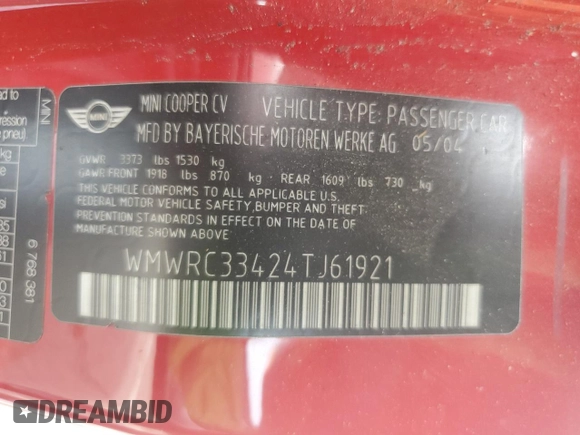 MINI
MINI COOPER CV VEHICLE TYPE: PASSENGER CAR
MFD BY BAYERISCHE MOTOREN WERKE AG 05/04
GVWR 3373 lbs 1530 kg
GAWR FRONT 1918 lbs 870 kg - REAR 1609 lbs 730 kg
THIS VEHICLE CONFORMS TO ALL APPLICABLE U.S.
FEDERAL MOTOR VEHICLE SAFETY, BUMPER AND THEFT
PREVENTION STANDARDS IN EFFECT ON THE DATE OF
MANUFACTURE SHOWN ABOVE
WMWRC33424TJ61921
MINI
6 768 381
kg
DREAMBID